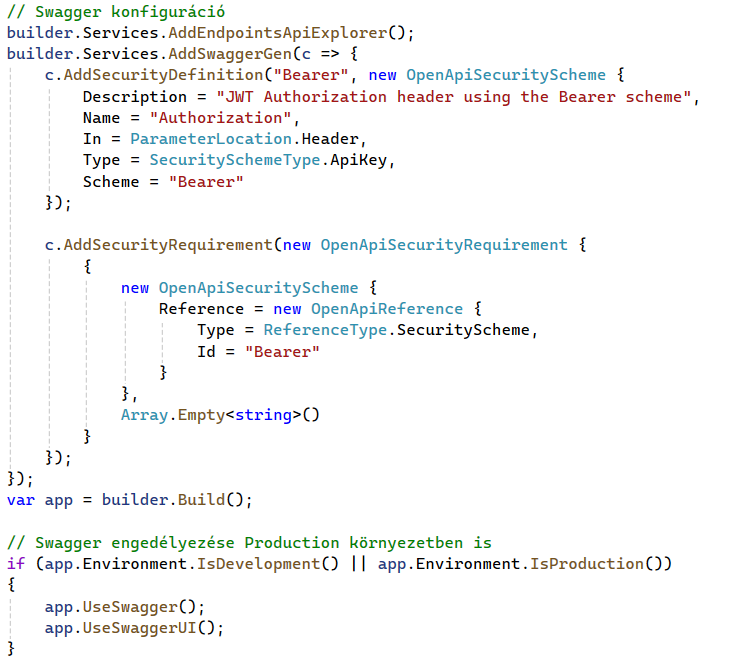 // Swagger konfiguráció
builder.Services.AddEndpointsApiExplorer();
builder.Services.AddSwaggerGen(c => {
    c.AddSecurityDefinition("Bearer", new OpenApiSecurityScheme {
        Description = "JWT Authorization header using the Bearer scheme",
        Name = "Authorization",
        In = ParameterLocation.Header,
        Type = SecuritySchemeType.ApiKey,
        Scheme = "Bearer"
    });

    c.AddSecurityRequirement(new OpenApiSecurityRequirement {
        {
            new OpenApiSecurityScheme {
                Reference = new OpenApiReference {
                    Type = ReferenceType.SecurityScheme,
                    Id = "Bearer"
                }
            },
            Array.Empty<string>()
        }
    });
});
var app = builder.Build();

// Swagger engedélyezése Production környezetben is
if (app.Environment.IsDevelopment() || app.Environment.IsProduction())
{
    app.UseSwagger();
    app.UseSwaggerUI();
}